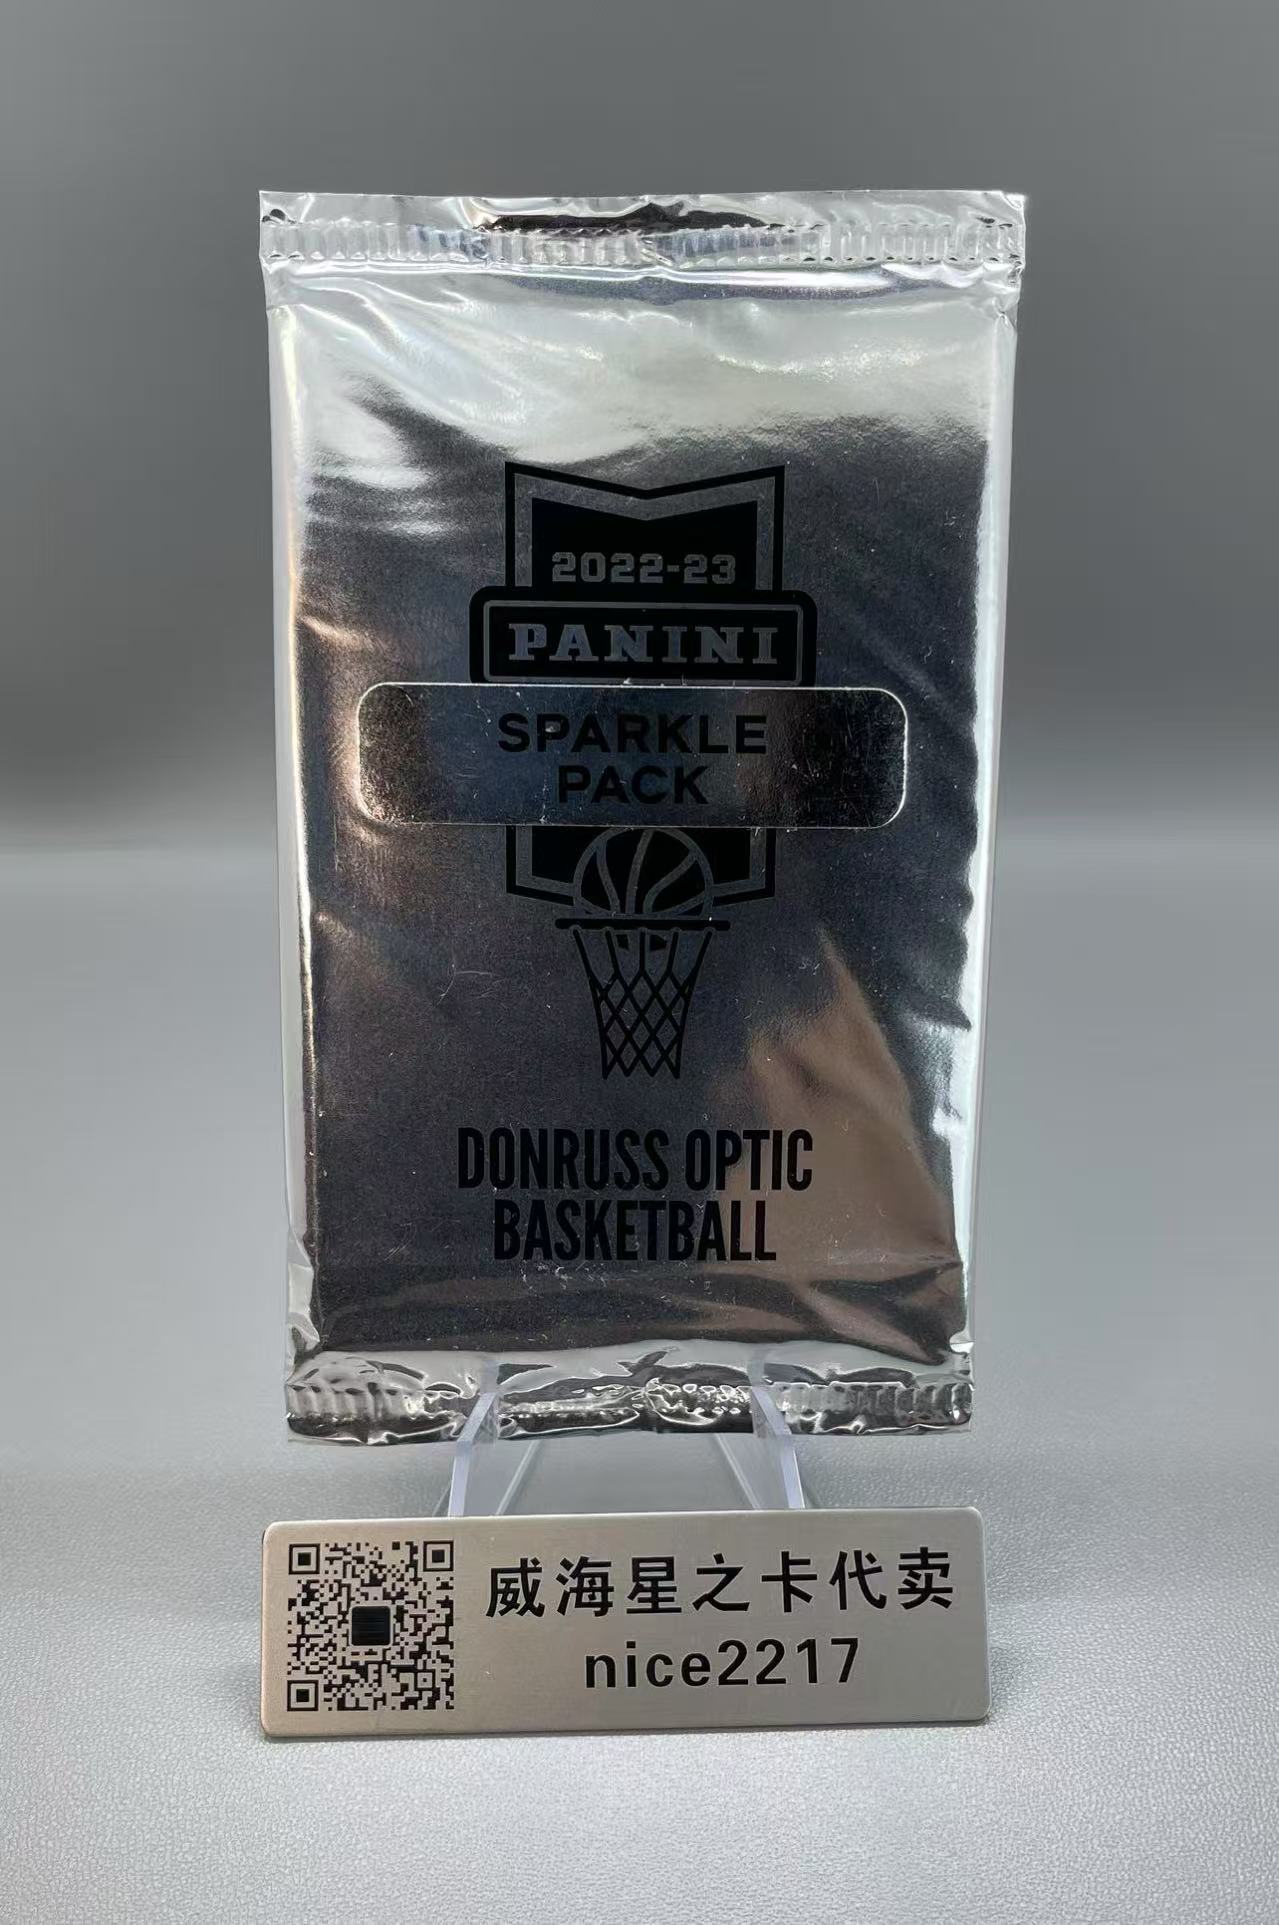 2022-23
PANINI
SPARKLE
PACK
DONRUSS OPTIC
BASKETBALL
威海星之卡代卖
nice2217